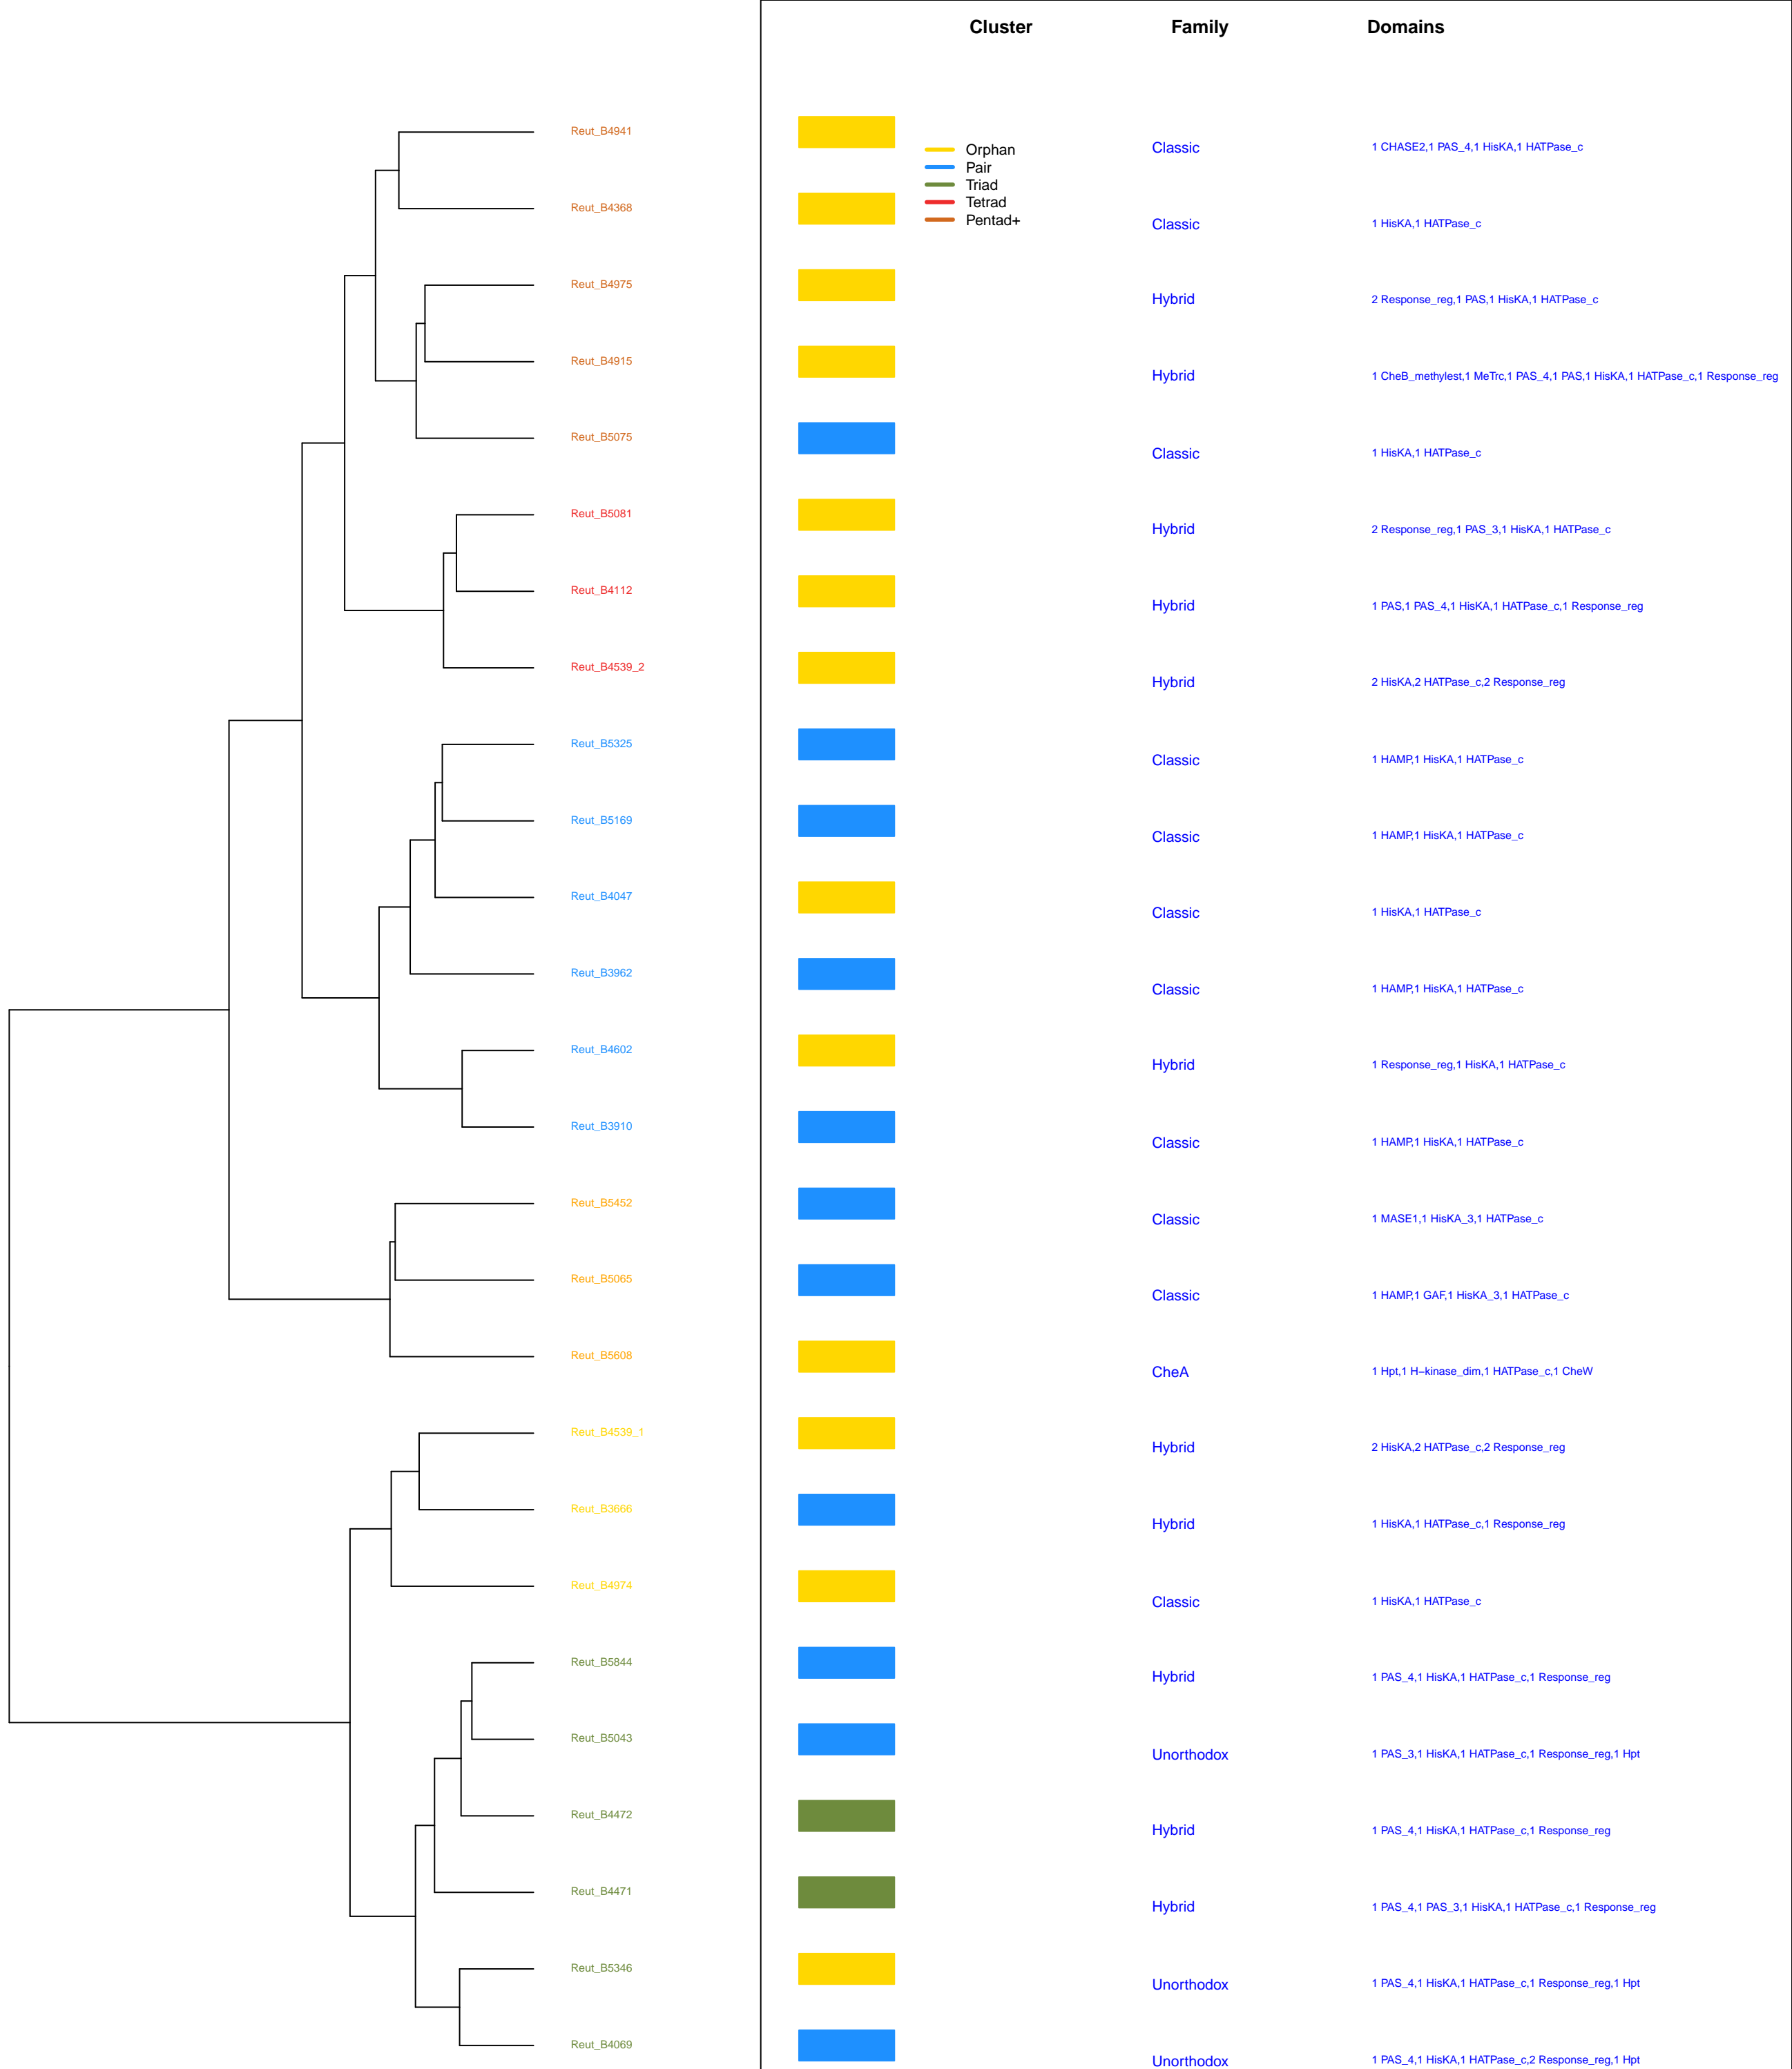 Cluster Family Domains
Reut_B4941 Classic 1 CHASE2,1 PAS_4,1 HisKA,1 HATPase_c
Orphan
Pair
Triad
Tetrad
Pentad+
Reut_B4368 Classic 1 HisKA,1 HATPase_c
Reut_B4975 Hybrid 2 Response_reg,1 PAS,1 HisKA,1 HATPase_c
Reut_B4915 Hybrid 1 CheB_methylest,1 MeTrc,1 PAS_4,1 PAS,1 HisKA,1 HATPase_c,1 Response_reg
Reut_B5075 Classic 1 HisKA,1 HATPase_c
Reut_B5081 Hybrid 2 Response_reg,1 PAS_3,1 HisKA,1 HATPase_c
Reut_B4112 Hybrid 1 PAS,1 PAS_4,1 HisKA,1 HATPase_c,1 Response_reg
Reut_B4539_2 Hybrid 2 HisKA,2 HATPase_c,2 Response_reg
Reut_B5325 Classic 1 HAMP,1 HisKA,1 HATPase_c
Reut_B5169 Classic 1 HAMP,1 HisKA,1 HATPase_c
Reut_B4047 Classic 1 HisKA,1 HATPase_c
Reut_B3962 Classic 1 HAMP,1 HisKA,1 HATPase_c
Reut_B4602 Hybrid 1 Response_reg,1 HisKA,1 HATPase_c
Reut_B3910 Classic 1 HAMP,1 HisKA,1 HATPase_c
Reut_B5452 Classic 1 MASE1,1 HisKA_3,1 HATPase_c
Reut_B5065 Classic 1 HAMP,1 GAF,1 HisKA_3,1 HATPase_c
Reut_B5608 CheA 1 Hpt,1 H−kinase_dim,1 HATPase_c,1 CheW
Reut_B4539_1 Hybrid 2 HisKA,2 HATPase_c,2 Response_reg
Reut_B3666 Hybrid 1 HisKA,1 HATPase_c,1 Response_reg
Reut_B4974 Classic 1 HisKA,1 HATPase_c
Reut_B5844 Hybrid 1 PAS_4,1 HisKA,1 HATPase_c,1 Response_reg
Reut_B5043 Unorthodox 1 PAS_3,1 HisKA,1 HATPase_c,1 Response_reg,1 Hpt
Reut_B4472 Hybrid 1 PAS_4,1 HisKA,1 HATPase_c,1 Response_reg
Reut_B4471 Hybrid 1 PAS_4,1 PAS_3,1 HisKA,1 HATPase_c,1 Response_reg
Reut_B5346 Unorthodox 1 PAS_4,1 HisKA,1 HATPase_c,1 Response_reg,1 Hpt
Reut_B4069 Unorthodox 1 PAS_4,1 HisKA,1 HATPase_c,2 Response_reg,1 Hpt